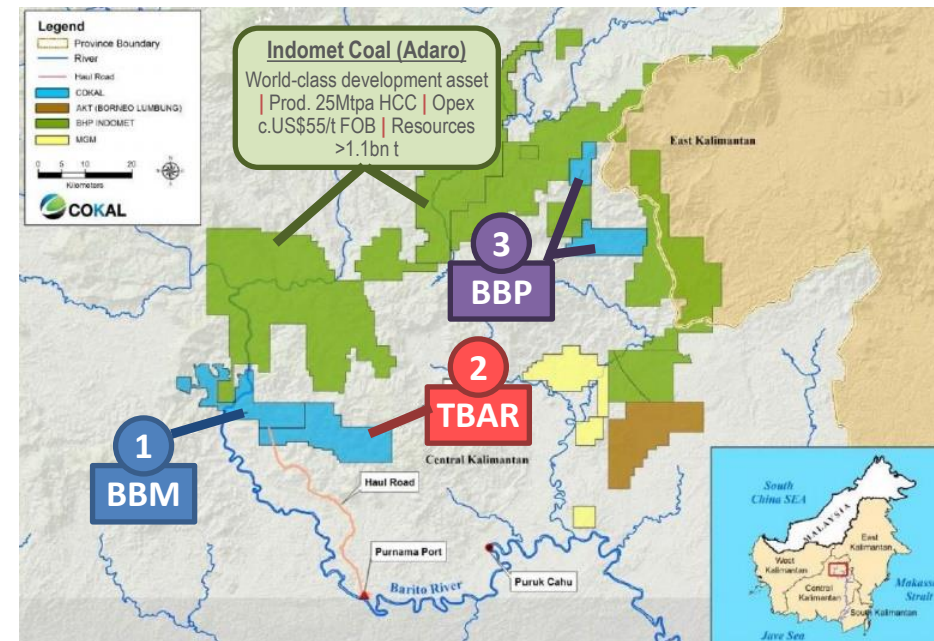 Legend
Province Boundary
River
Haul Road
COKAL
AKT (BORNEO LUMBUNG)
BHP INDOMET
MGM
0 5 10 20
Kilometers
COKAL
Indomet Coal (Adaro)
World-class development asset
| Prod. 25Mtpa HCC | Opex
c.US$55/t FOB | Resources
>1.1bn t
East Kalimantan
3
BBP
2
TBAR
1
BBM
Central Kalimantan
Haul Road
Purnama Port
Barito River
Puruk Cahu
South
China SEA
MALAYSIA
East
Kalimantan
West
Kalimantan
Central
Kalimantan
South Kalimantan
Makassar
Strait
Jave Sea